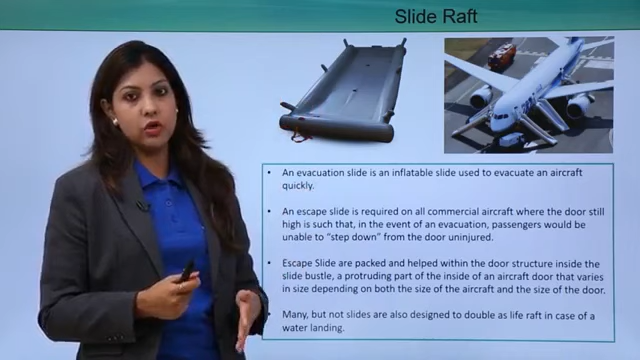 Slide Raft
• An evacuation slide is an inflatable slide used to evacuate an aircraft
quickly.
• An escape slide is required on all commercial aircraft where the door still
high is such that, in the event of an evacuation, passengers would be
unable to “step down” from the door uninjured.
• Escape Slide are packed and helped within the door structure inside the
slide bustle, a protruding part of the inside of an aircraft door that varies
in size depending on both the size of the aircraft and the size of the door.
• Many, but not slides are also designed to double as life raft in case of a
water landing.